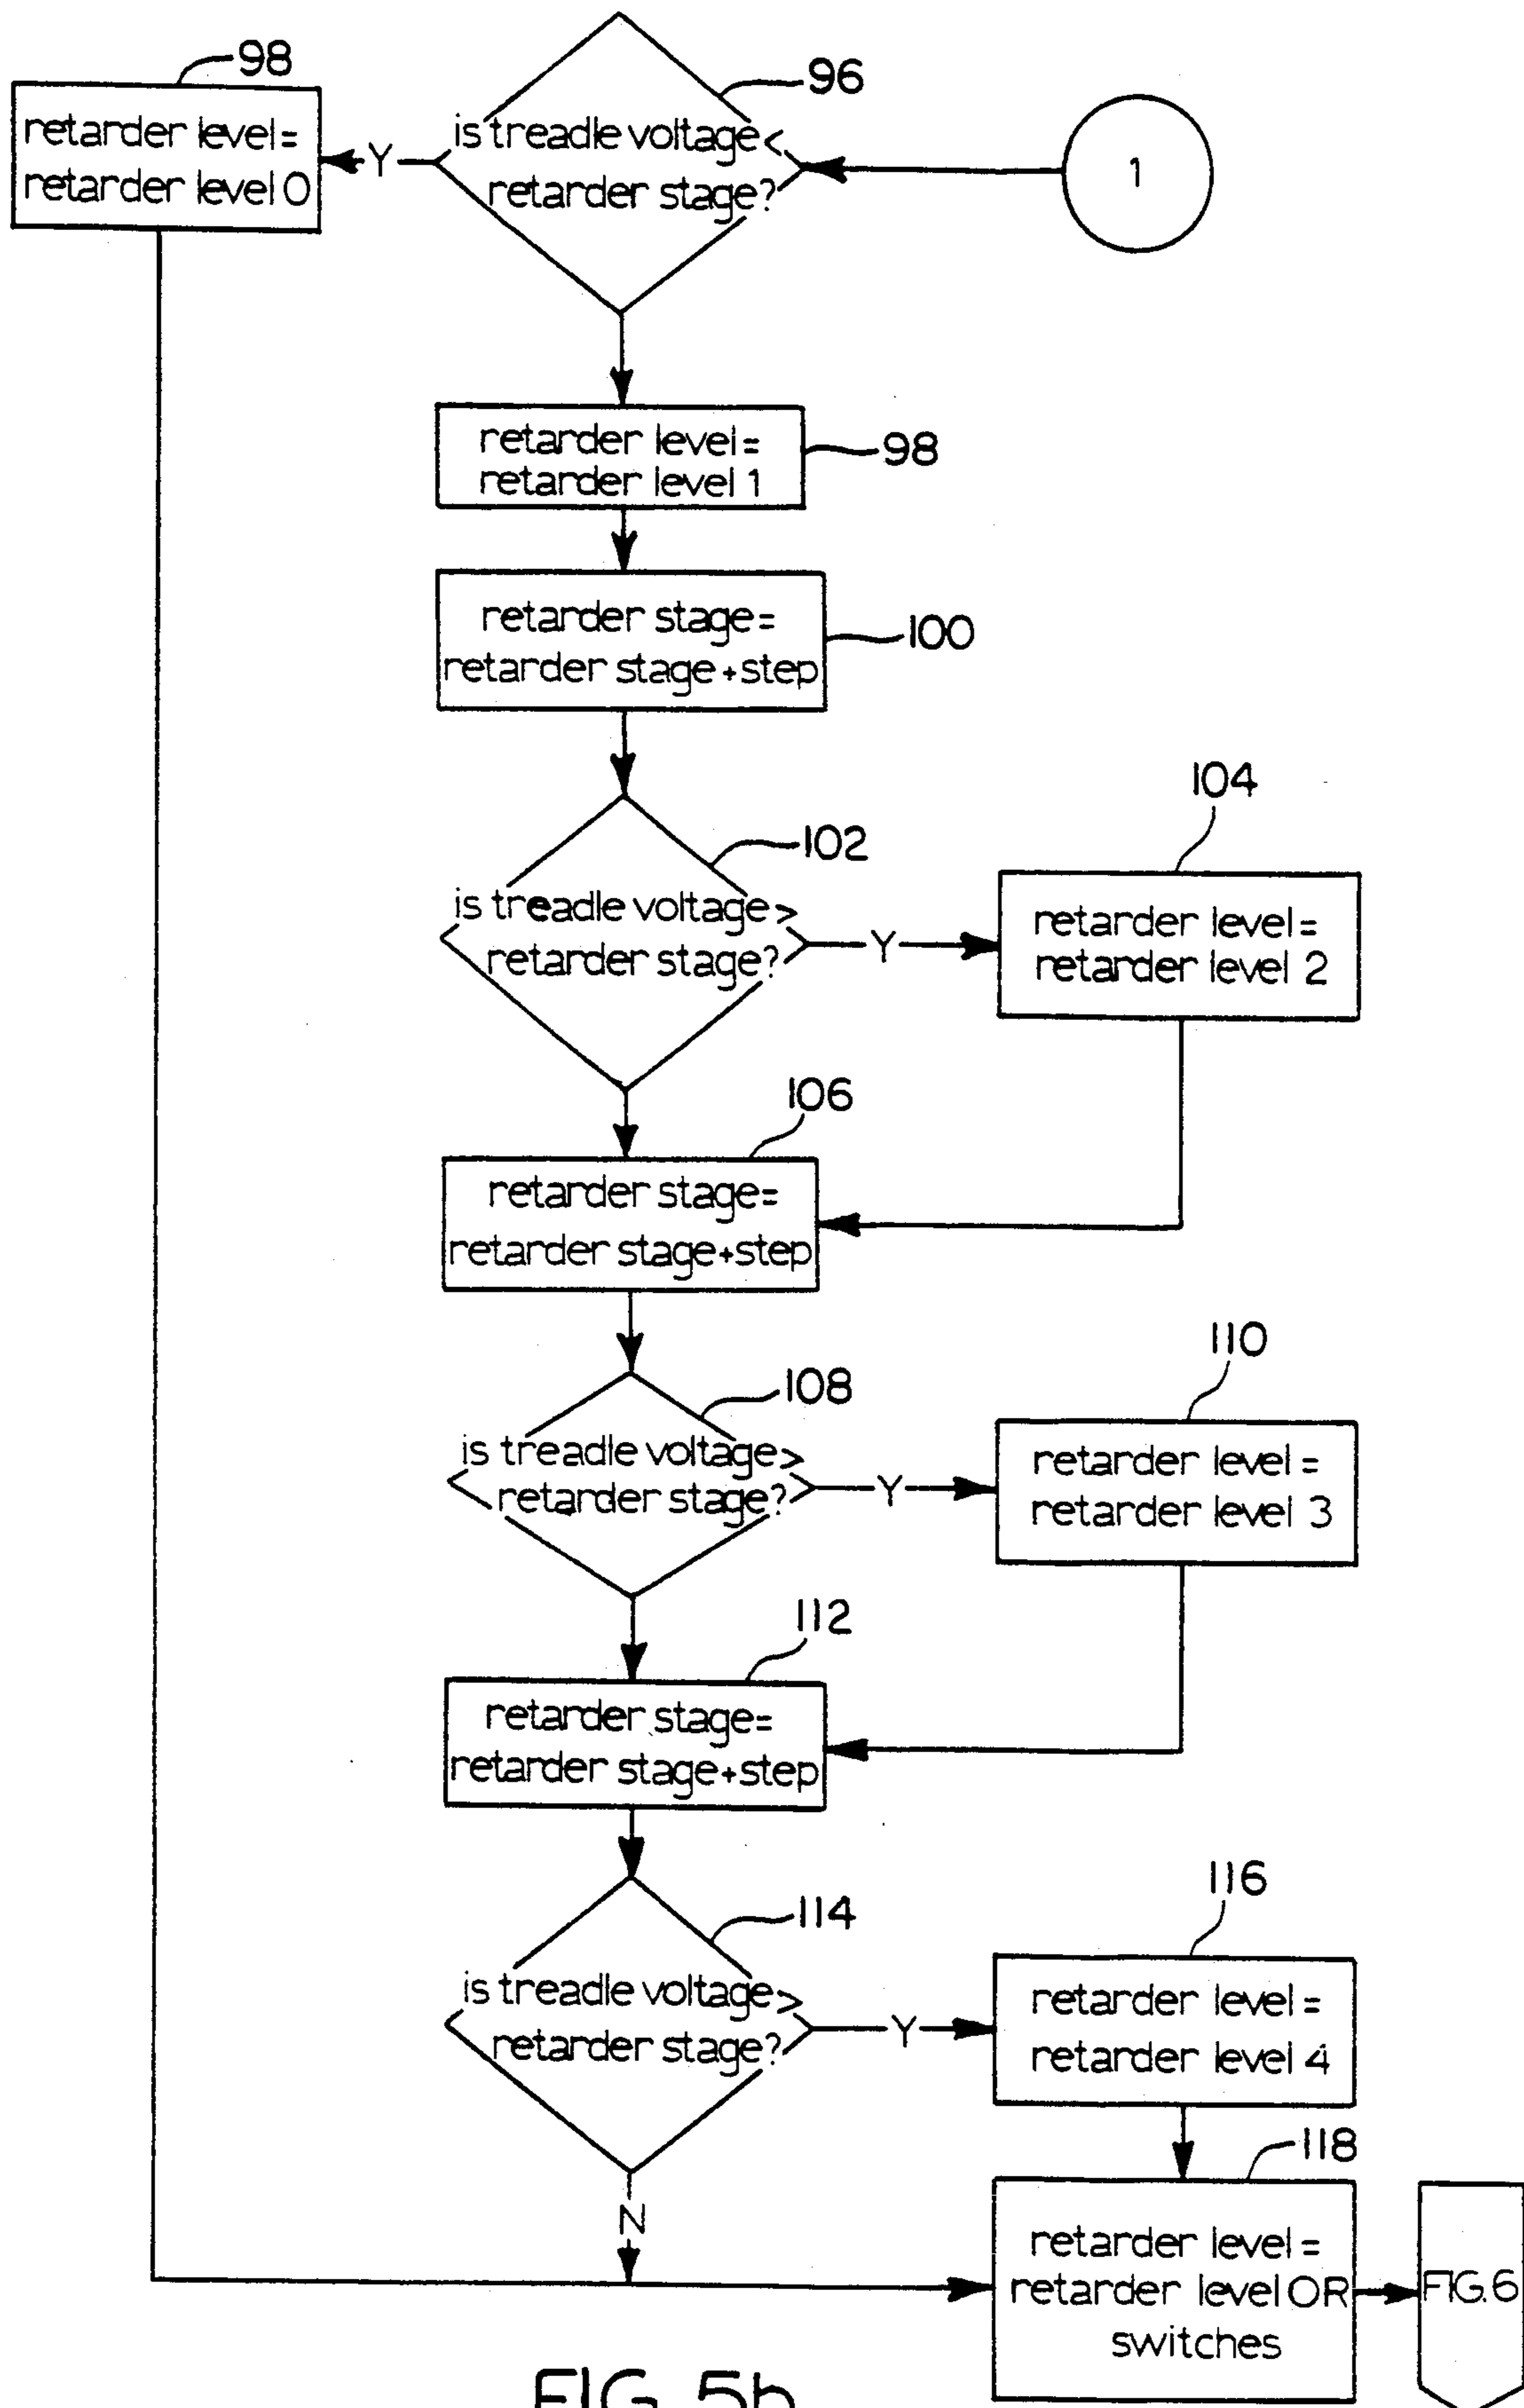 98
retarder level=
retarder level 0
Y
96
is treadle voltage<
retarder stage?
1
retarder level=
retarder level 1
98
retarder stage=
retarder stage+step
100
102
is treadle voltage>
retarder stage?
Y
104
retarder level=
retarder level 2
106
retarder stage=
retarder stage+step
108
is treadle voltage>
retarder stage?
Y
110
retarder level=
retarder level 3
112
retarder stage=
retarder stage+step
114
is treadle voltage>
retarder stage?
Y
116
retarder level=
retarder level 4
N
118
retarder level=
retarder level OR
switches
FIG.6
FIG. 5b